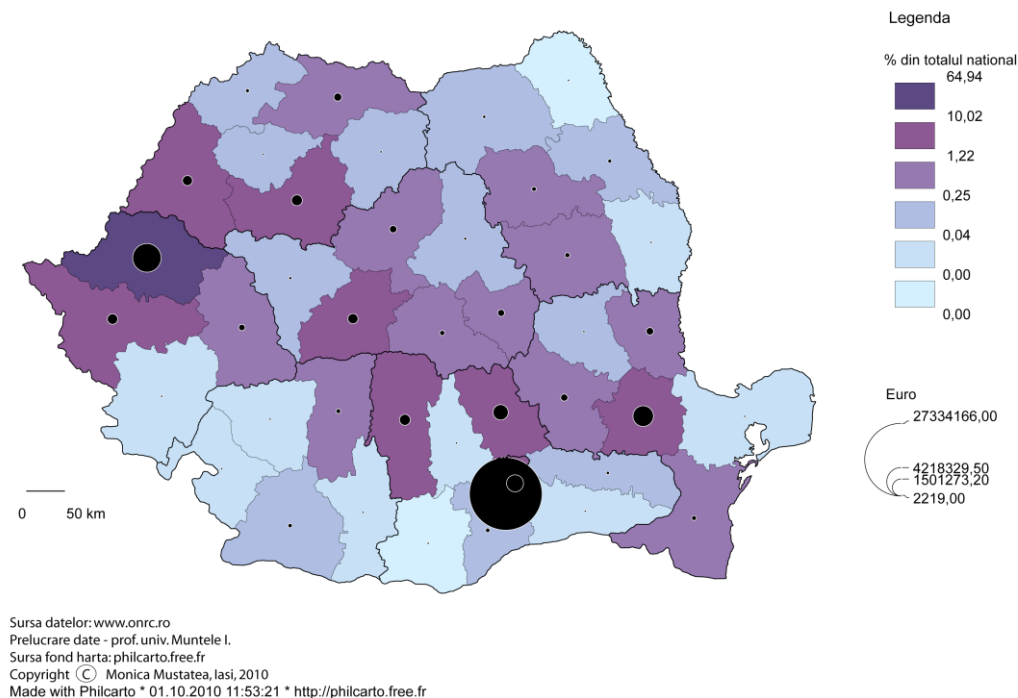 Legenda
% din totalul national
64,94
10,02
1,22
0,25
0,04
0,00
0,00
Euro
27334166,00
4218329,50
1501273,20
2219,00
0 50 km
Sursa datelor: www.onrc.ro
Prelucrare date - prof. univ. Muntele I.
Sursa fond harta: philcarto.free.fr
Copyright Ⓒ Monica Mustatea, Iasi, 2010
Made with Philcarto * 01.10.2010 11:53:21 * http://philcarto.free.fr